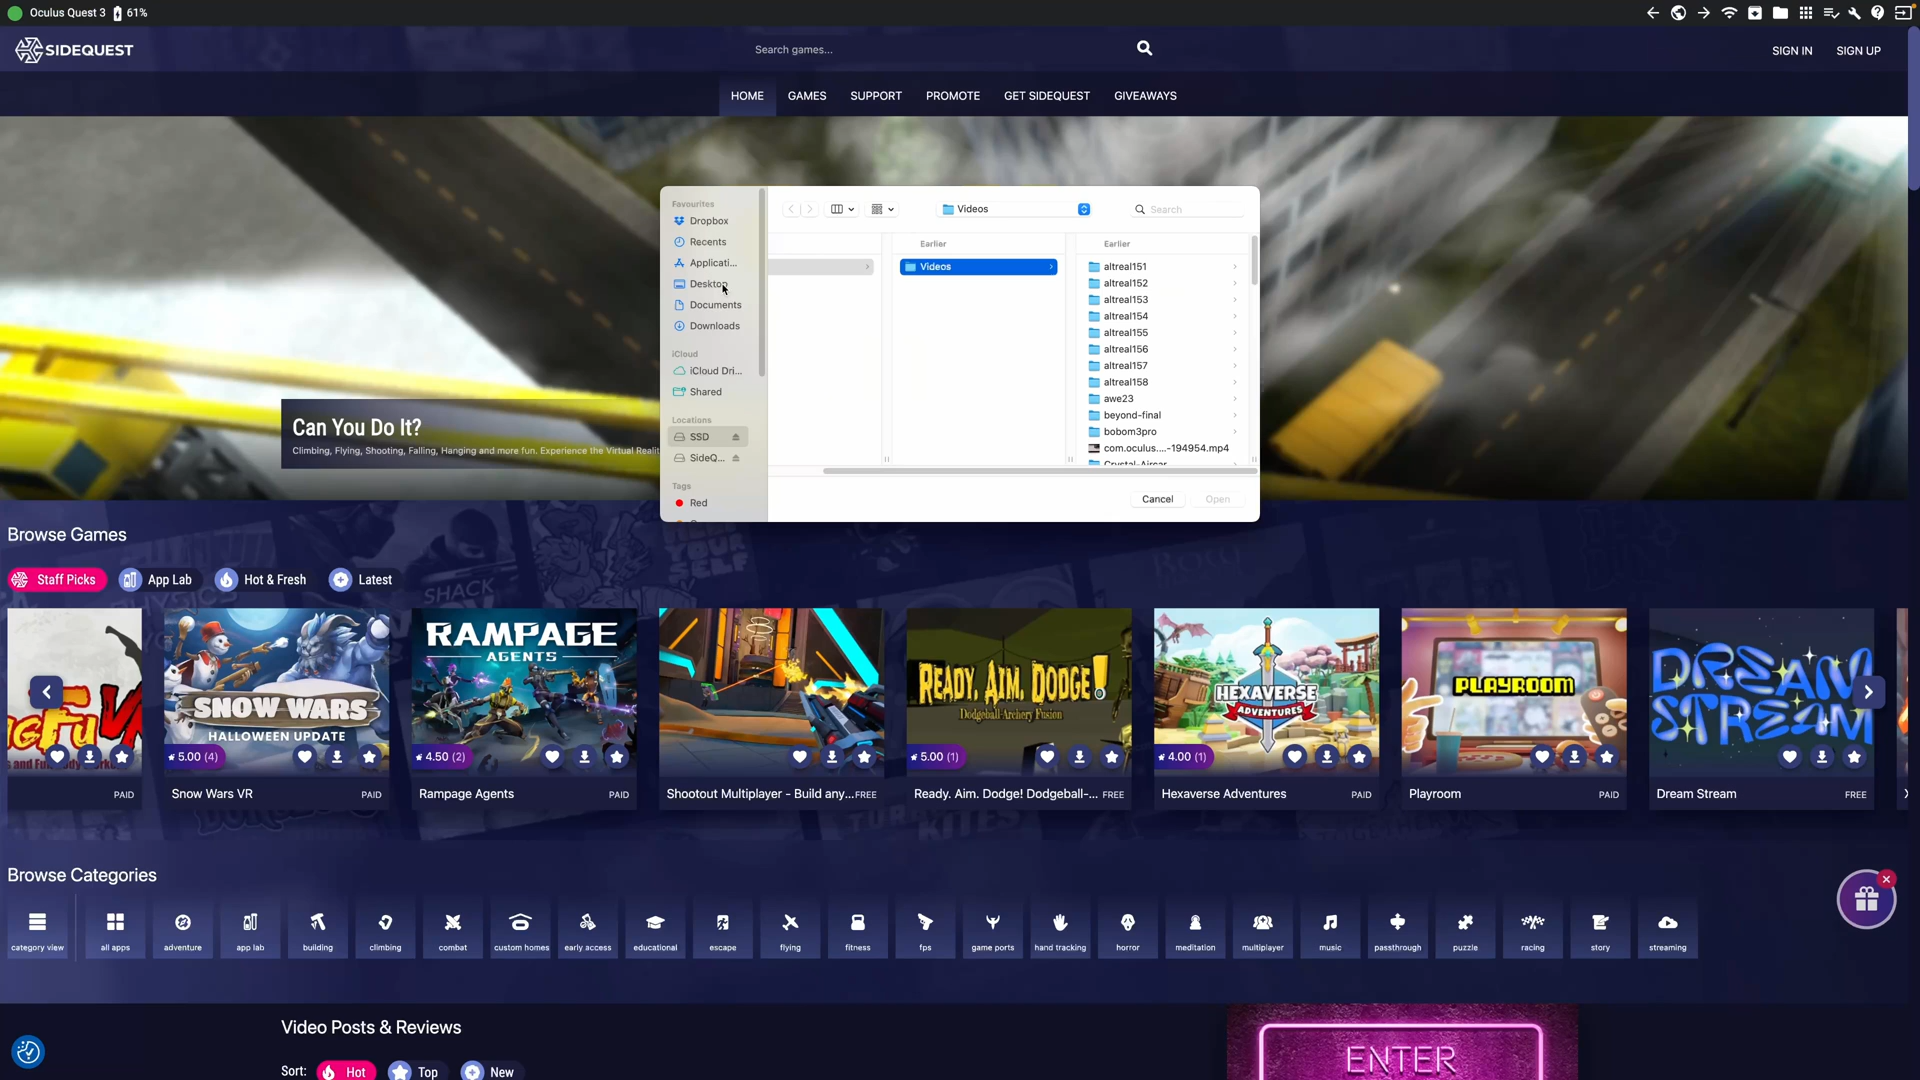 Oculus Quest 3 61%
SIDEQUEST
Search games...
SIGN IN SIGN UP
HOME GAMES SUPPORT PROMOTE GET SIDEQUEST GIVEAWAYS
Favourites
Dropbox
Recents
Applicati...
Desktop
Documents
Downloads
iCloud
iCloud Dri...
Shared
Locations
SSD
SideQ...
Tags
Red
Videos
Search
Earlier
Videos
Earlier
altreal151
altreal152
altreal153
altreal154
altreal155
altreal156
altreal157
altreal158
awe23
beyond-final
bobom3pro
com.oculus....-194954.mp4
Crystal-Aircar
Cancel Open
Can You Do It?
Climbing, Flying, Shooting, Falling, Hanging and more fun. Experience the Virtual Realit
Browse Games
Staff Picks App Lab Hot & Fresh Latest
SNOW WARS
HALLOWEEN UPDATE
5.00 (4)
RAMPAGE
AGENTS
4.50 (2)
READY. AIM. DODGE!
Dodgeball-Archery Fusion
5.00 (1)
HEXAVERSE
ADVENTURES
4.00 (1)
PLAYROOM
DREAM
STREAM
PAID
Snow Wars VR PAID
Rampage Agents PAID
Shootout Multiplayer - Build any... FREE
Ready. Aim. Dodge! Dodgeball-... FREE
Hexaverse Adventures PAID
Playroom PAID
Dream Stream FREE
Browse Categories
category view all apps adventure app lab building climbing combat custom homes early access educational escape flying fitness fps game ports hand tracking horror meditation multiplayer music passthrough puzzle racing story streaming
Video Posts & Reviews
Sort: Hot Top New
ENTER